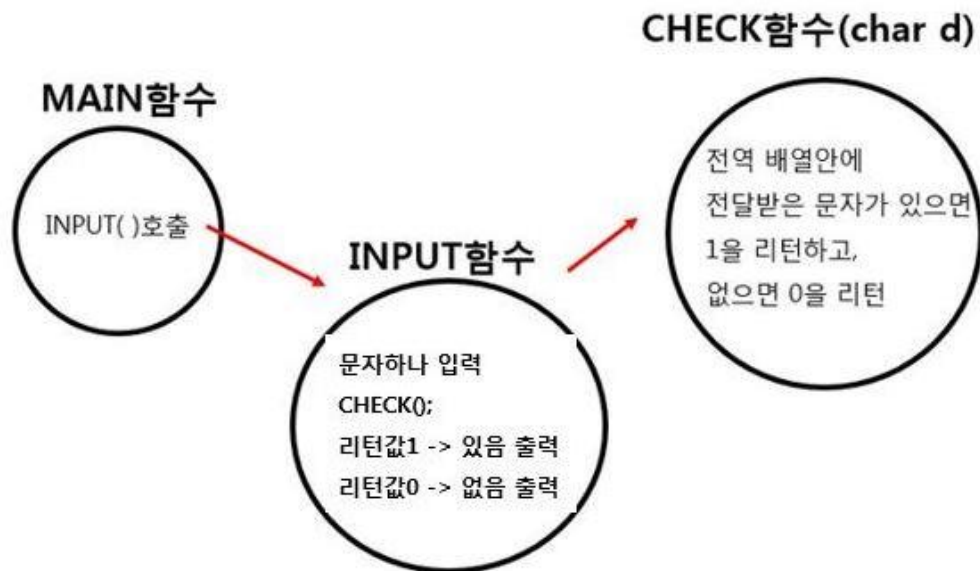 MAIN함수
INPUT( )호출
INPUT함수
문자하나 입력
CHECK();
리턴값1 -> 있음 출력
리턴값0 -> 없음 출력
CHECK함수(char d)
전역 배열안에
전달받은 문자가 있으면
1을 리턴하고,
없으면 0을 리턴